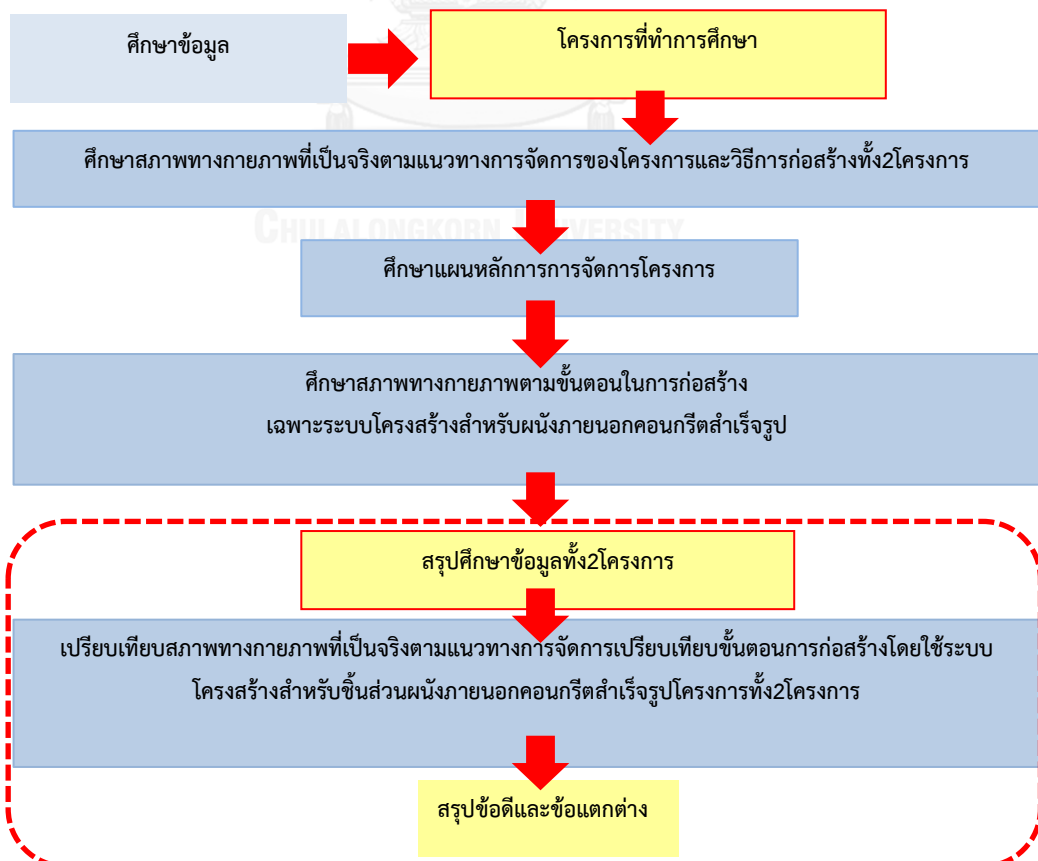 ศึกษาข้อมูล
โครงการที่ทำการศึกษา
ศึกษาสภาพทางกายภาพที่เป็นจริงตามแนวทางการจัดการของโครงการและวิธีการก่อสร้างทั้ง2โครงการ
CHULALONGKORN UNIVERSITY
ศึกษาแผนหลักการการจัดการโครงการ
ศึกษาสภาพทางกายภาพตามขั้นตอนในการก่อสร้าง
เฉพาะระบบโครงสร้างสำหรับผนังภายนอกคอนกรีตสำเร็จรูป
สรุปศึกษาข้อมูลทั้ง2โครงการ
เปรียบเทียบสภาพทางกายภาพที่เป็นจริงตามแนวทางการจัดการเปรียบเทียบขั้นตอนการก่อสร้างโดยใช้ระบบ
โครงสร้างสำหรับชิ้นส่วนผนังภายนอกคอนกรีตสำเร็จรูปโครงการทั้ง2โครงการ
สรุปข้อดีและข้อแตกต่าง